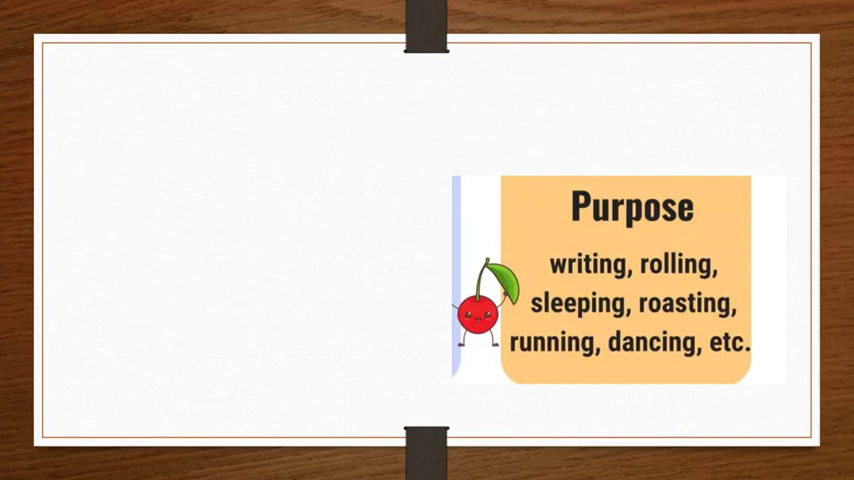 Purpose
writing, rolling,
sleeping, roasting,
running, dancing, etc.